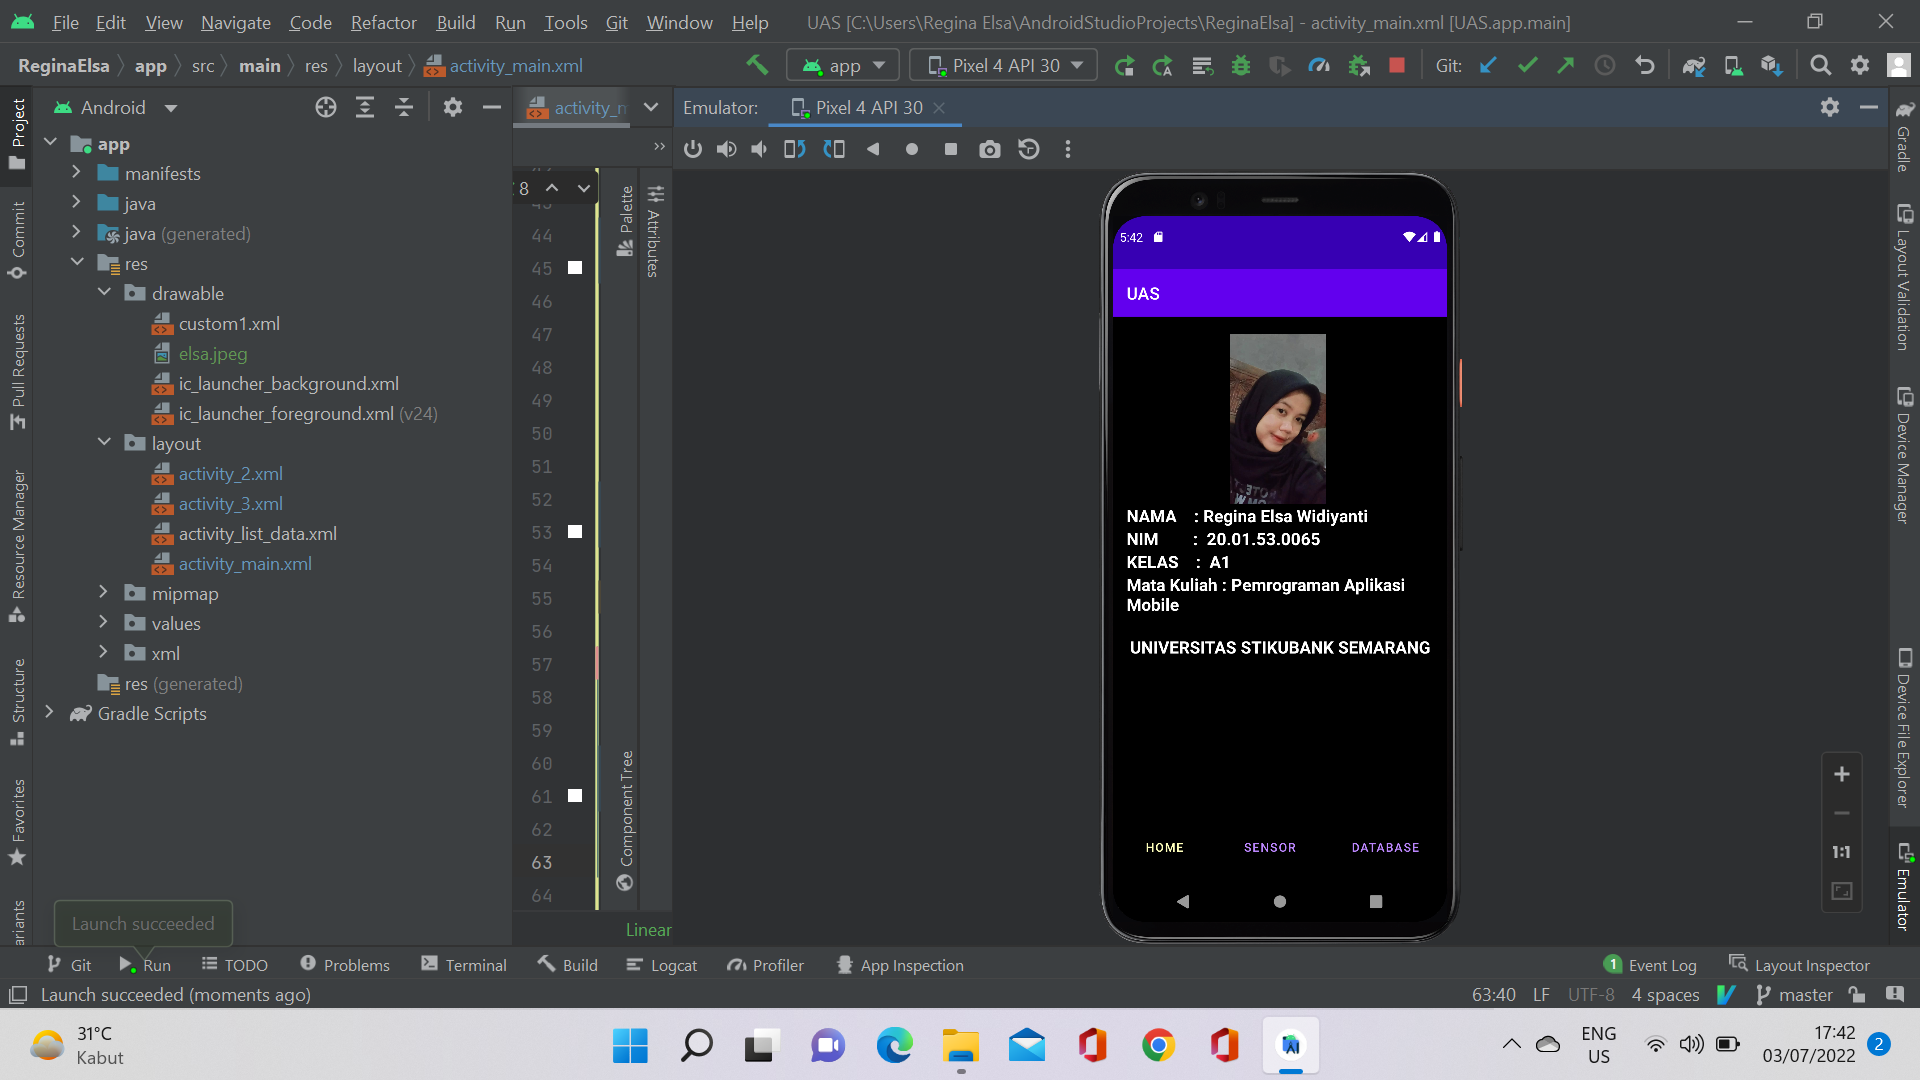 File Edit View Navigate Code Refactor Build Run Tools Git Window Help UAS [C:\Users\Regina Elsa\AndroidStudioProjects\ReginaElsa] - activity_main.xml [UAS.app.main]
ReginaElsa app src main res layout activity_main.xml app Pixel 4 API 30 Git:
Project
Commit
Pull Requests
Resource Manager
Structure
Favorites
ariants
Android
app
manifests
java
java (generated)
res
drawable
custom1.xml
elsa.jpeg
ic_launcher_background.xml
ic_launcher_foreground.xml (v24)
layout
activity_2.xml
activity_3.xml
activity_list_data.xml
activity_main.xml
mipmap
values
xml
res (generated)
Gradle Scripts
Launch succeeded
activity_m
8
44
45
46
47
48
49
50
51
52
53
54
55
56
57
58
59
60
61
62
63
64
Palette
Attributes
Component Tree
Linear
Emulator: Pixel 4 API 30
5:42
UAS
NAMA : Regina Elsa Widiyanti
NIM : 20.01.53.0065
KELAS : A1
Mata Kuliah : Pemrograman Aplikasi
Mobile
UNIVERSITAS STIKUBANK SEMARANG
HOME SENSOR DATABASE
1:1
Gradle
Layout Validation
Device Manager
Device File Explorer
Emulator
Git Run TODO Problems Terminal Build Logcat Profiler App Inspection 1 Event Log Layout Inspector
Launch succeeded (moments ago) 63:40 LF UTF-8 4 spaces master
31°C
Kabut
ENG
US
17:42
03/07/2022
2